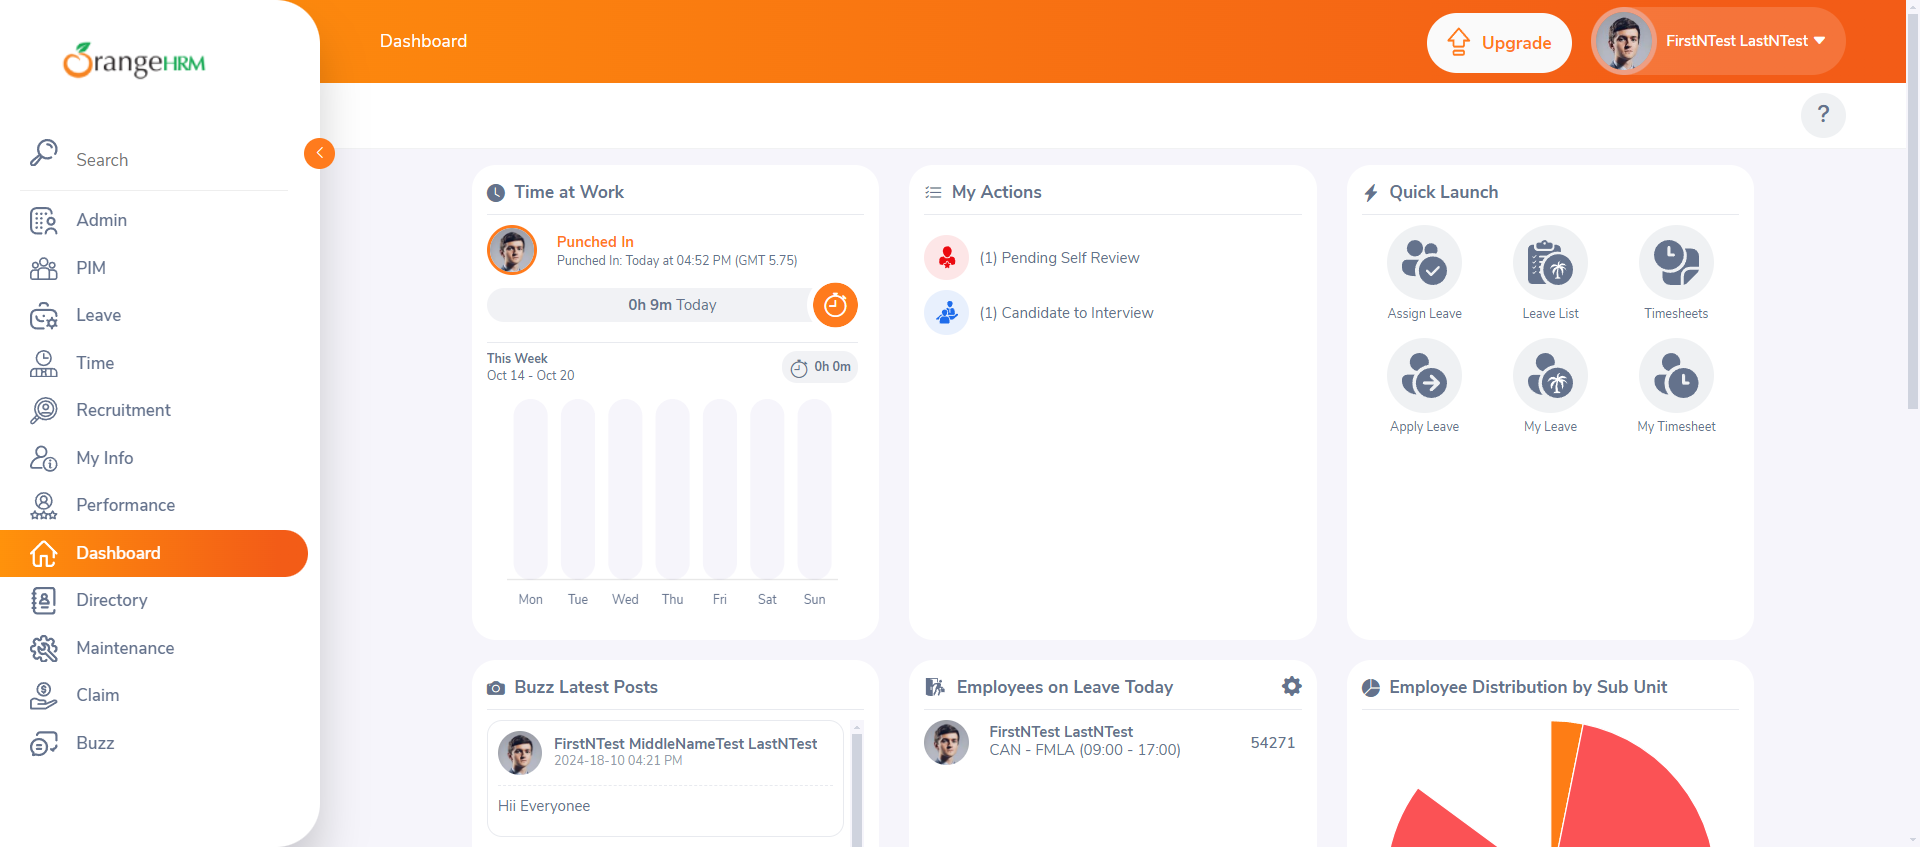 OrangeHRM
Search
Admin
PIM
Leave
Time
Recruitment
My Info
Performance
Dashboard
Directory
Maintenance
Claim
Buzz
Dashboard
Upgrade
FirstNTest LastNTest
?
Time at Work
Punched In
Punched In: Today at 04:52 PM (GMT 5.75)
0h 9m Today
This Week
Oct 14 - Oct 20
0h 0m
Mon Tue Wed Thu Fri Sat Sun
My Actions
(1) Pending Self Review
(1) Candidate to Interview
Quick Launch
Assign Leave Leave List Timesheets
Apply Leave My Leave My Timesheet
Buzz Latest Posts
FirstNTest MiddleNameTest LastNTest
2024-18-10 04:21 PM
Hii Everyonee
Employees on Leave Today
FirstNTest LastNTest
CAN - FMLA (09:00 - 17:00)
54271
Employee Distribution by Sub Unit